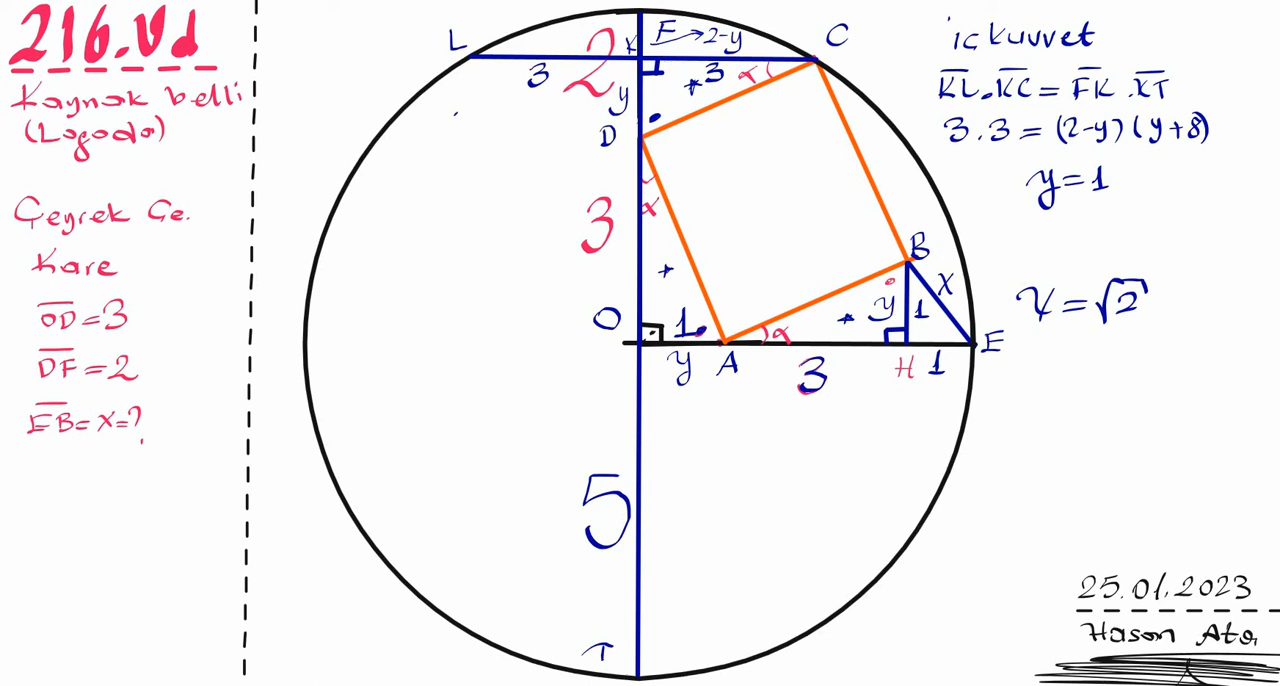 216.Vd
Kaynak belli
(Logoda)
Çeyrek Çe.
Kare
OD=3
DF=2
EB=x=?
L
K
F→2-y
C
3
2
*3
α
y
D
α
3
*
O
1
y
A
α
*
y
1
B
x
3
H
1
E
5
T
iç kuvvet
KL.KC=FK.KT
3.3=(2-y)(y+8)
y=1
x=√2
25.01.2023
Hasan Ata